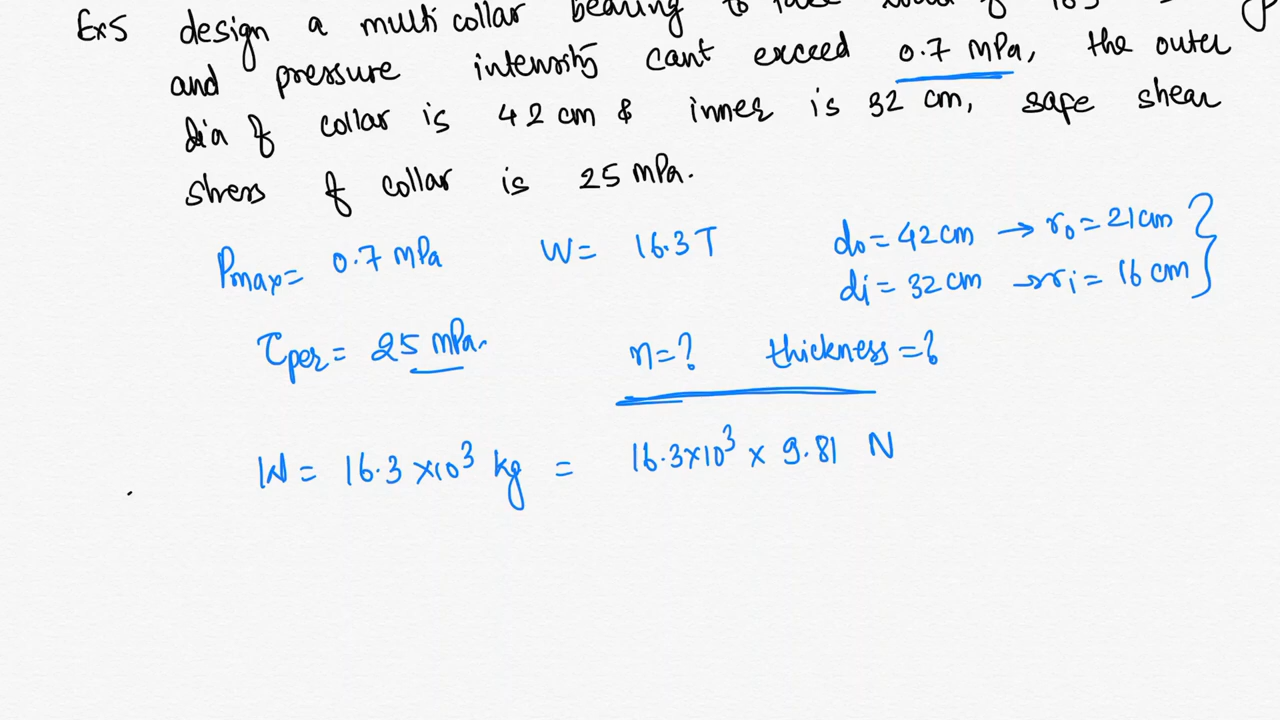 Ex5 design a multi collar bearing to
and pressure intensity cant exceed 0.7 MPa, the outer
dia of collar is 42 cm & inner is 32 cm, safe shear
stress of collar is 25 mPa.
Pmax = 0.7 mPa W = 16.3 T do = 42 cm → ro = 21 cm
di = 32 cm → ri = 16 cm
τper = 25 mPa. n = ? thickness = ?
W = 16.3 × 10³ kg = 16.3×10³ × 9.81 N